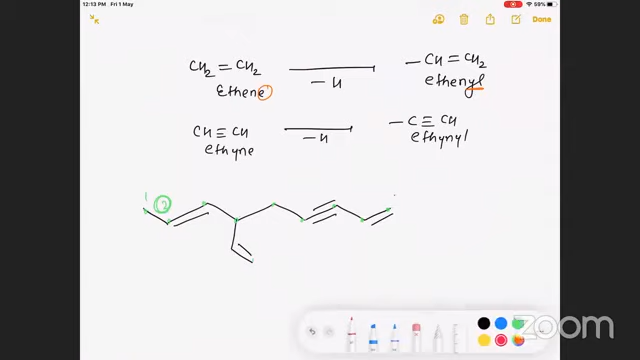 12:13 PM Fri 1 May
59%
Done
CH2 = CH2
- H
- CH = CH2
Ethene
ethenyl
CH ≡ CH
- H
- C ≡ CH
ethyne
ethynyl
1 2
zoom